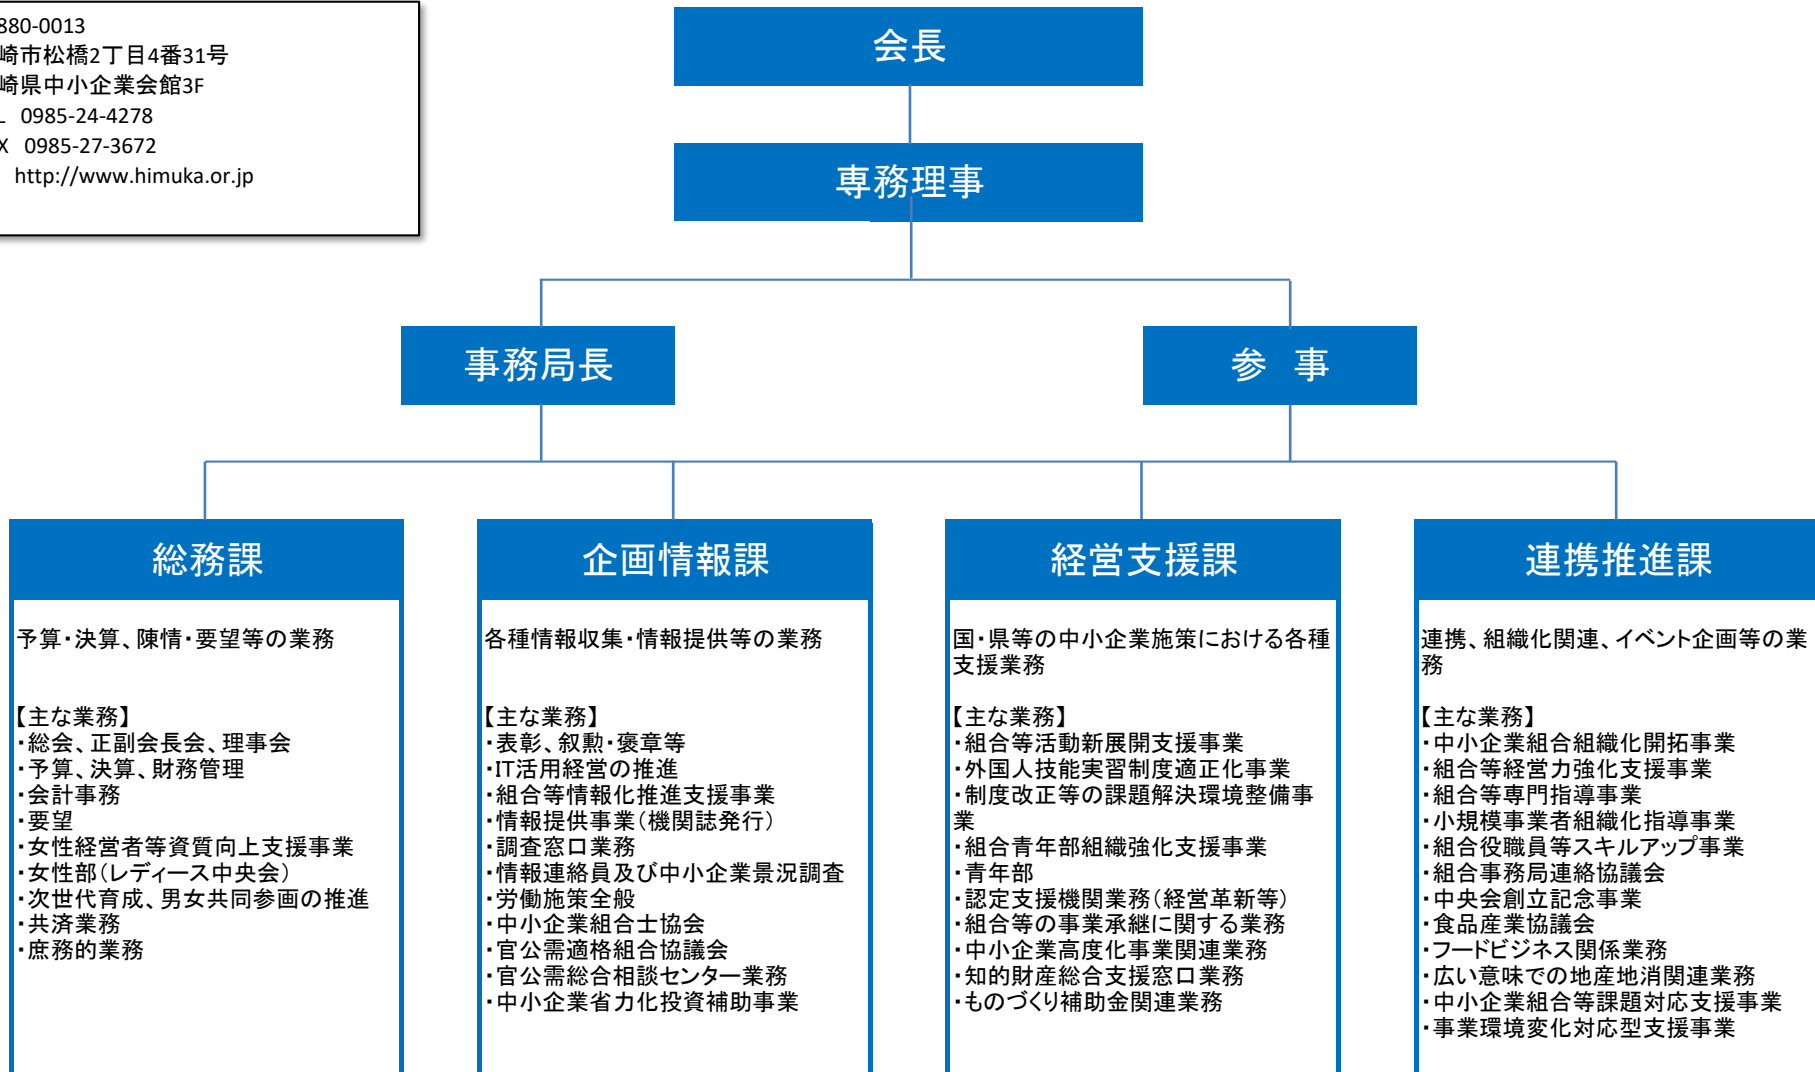 880-0013
崎市松橋2丁目4番31号
崎県中小企業会館3F
L 0985-24-4278
X 0985-27-3672
http://www.himuka.or.jp
会長
専務理事
事務局長
参 事
総務課
予算・決算、陳情・要望等の業務
【主な業務】
・総会、正副会長会、理事会
・予算、決算、財務管理
・会計事務
・要望
・女性経営者等資質向上支援事業
・女性部(レディース中央会)
・次世代育成、男女共同参画の推進
・共済業務
・庶務的業務
企画情報課
各種情報収集・情報提供等の業務
【主な業務】
・表彰、叙勲・褒章等
・IT活用経営の推進
・組合等情報化推進支援事業
・情報提供事業(機関誌発行)
・調査窓口業務
・情報連絡員及び中小企業景況調査
・労働施策全般
・中小企業組合士協会
・官公需適格組合協議会
・官公需総合相談センター業務
・中小企業省力化投資補助事業
経営支援課
国・県等の中小企業施策における各種
支援業務
【主な業務】
・組合等活動新展開支援事業
・外国人技能実習制度適正化事業
・制度改正等の課題解決環境整備事
業
・組合青年部組織強化支援事業
・青年部
・認定支援機関業務(経営革新等)
・組合等の事業承継に関する業務
・中小企業高度化事業関連業務
・知的財産総合支援窓口業務
・ものづくり補助金関連業務
連携推進課
連携、組織化関連、イベント企画等の業
務
【主な業務】
・中小企業組合組織化開拓事業
・組合等経営力強化支援事業
・組合等専門指導事業
・小規模事業者組織化指導事業
・組合役職員等スキルアップ事業
・組合事務局連絡協議会
・中央会創立記念事業
・食品産業協議会
・フードビジネス関係業務
・広い意味での地産地消関連業務
・中小企業組合等課題対応支援事業
・事業環境変化対応型支援事業